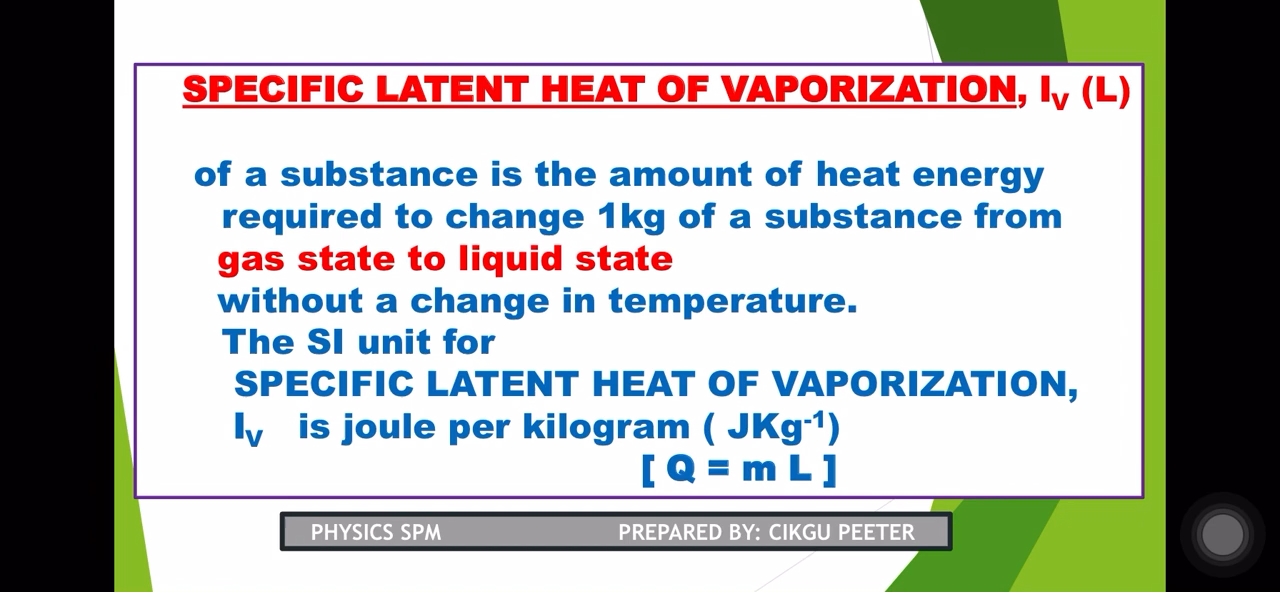 SPECIFIC LATENT HEAT OF VAPORIZATION, lV (L)
of a substance is the amount of heat energy
required to change 1kg of a substance from
gas state to liquid state
without a change in temperature.
The SI unit for
SPECIFIC LATENT HEAT OF VAPORIZATION,
lV is joule per kilogram ( JKg-1)
[ Q = m L ]
PHYSICS SPM PREPARED BY: CIKGU PEETER